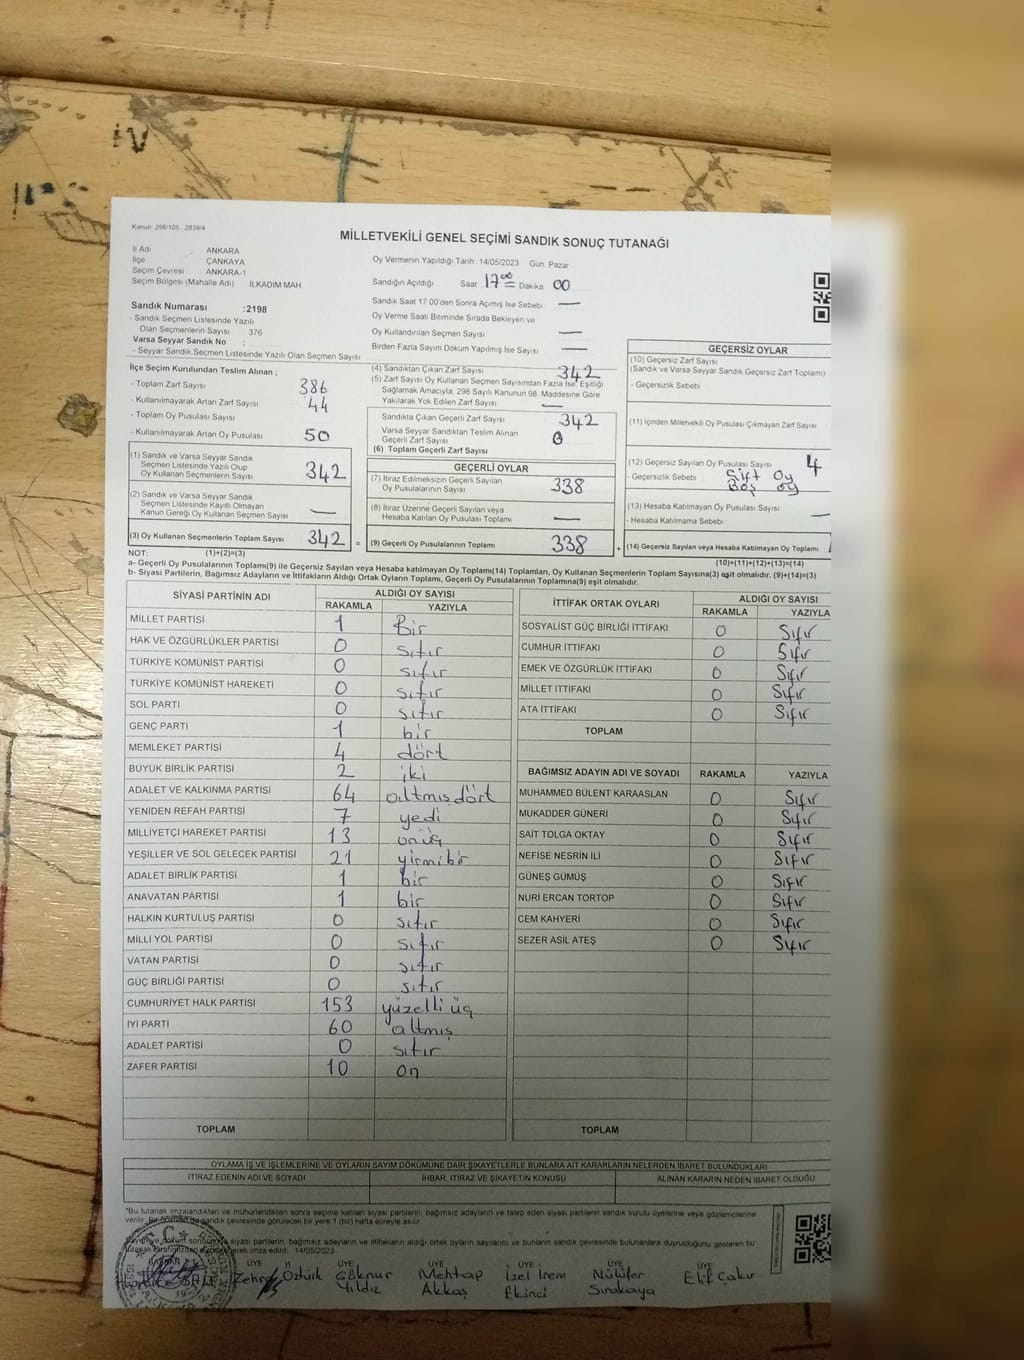 Kanun: 298/105, 2839/4
MİLLETVEKİLİ GENEL SEÇİMİ SANDIK SONUÇ TUTANAĞI
İl Adı ANKARA
İlçe ÇANKAYA
Seçim Çevresi ANKARA-1
Seçim Bölgesi (Mahalle Adı) İLKADIM MAH
Oy Vermenin Yapıldığı Tarih 14/05/2023 Gün: Pazar
Sandığın Açıldığı Saat 17:00 Dakika 00
Sandık Saat 17:00'den Sonra Açımış İse Sebebi —
Oy Verme Saati Bitiminde Sırada Bekleyen ve
Oy Kullandırılan Seçmen Sayısı —
Birden Fazla Sayım Döküm Yapılmış İse Sayısı —
Sandık Numarası :2198
- Sandık Seçmen Listesinde Yazılı
Olan Seçmenlerin Sayısı : 376
Varsa Seyyar Sandık No :
- Seyyar Sandık Seçmen Listesinde Yazılı Olan Seçmen Sayısı
İlçe Seçim Kurulundan Teslim Alınan :
- Toplam Zarf Sayısı 386
- Kullanılmayarak Artan Zarf Sayısı 44
- Toplam Oy Pusulası Sayısı
- Kullanılmayarak Artan Oy Pusulası 50
(1) Sandık ve Varsa Seyyar Sandık
Seçmen Listesinde Yazılı Olup
Oy Kullanan Seçmenlerin Sayısı 342
(2) Sandık ve Varsa Seyyar Sandık
Seçmen Listesinde Kayıtlı Olmayan
Kanun Gereği Oy Kullanan Seçmen Sayısı —
(3) Oy Kullanan Seçmenlerin Toplam Sayısı 342 =
(4) Sandıktan Çıkan Zarf Sayısı 342
(5) Zarf Sayısı Oy Kullanan Seçmen Sayısından Fazla İse, Eşitliği
Sağlamak Amacıyla, 298 Sayılı Kanunun 98. Maddesine Göre
Yakılarak Yok Edilen Zarf Sayısı —
Sandıkta Çıkan Geçerli Zarf Sayısı 342
Varsa Seyyar Sandıktan Teslim Alınan
Geçerli Zarf Sayısı 0
(6) Toplam Geçerli Zarf Sayısı
GEÇERLİ OYLAR
(7) İtiraz Edilmeksizin Geçerli Sayılan
Oy Pusulalarının Sayısı 338
(8) İtiraz Üzerine Geçerli Sayılan veya
Hesaba Katılan Oy Pusulası Toplamı —
(9) Geçerli Oy Pusulalarının Toplamı 338 +
GEÇERSİZ OYLAR
(10) Geçersiz Zarf Sayısı
(Sandık ve Varsa Seyyar Sandık Geçersiz Zarf Toplamı)
- Geçersizlik Sebebi
(11) İçinden Milletvekili Oy Pusulası Çıkmayan Zarf Sayısı
(12) Geçersiz Sayılan Oy Pusulası Sayısı 4
- Geçersizlik Sebebi Çift Oy
Boş oy
(13) Hesaba Katılmayan Oy Pusulası Sayısı —
- Hesaba Katılmama Sebebi
(14) Geçersiz Sayılan veya Hesaba Katılmayan Oy Toplamı
NOT: (1)+(2)=(3) (10)+(11)+(12)+(13)=(14)
a- Geçerli Oy Pusulasının Toplamı(9) ile Geçersiz Sayılan veya Hesaba katılmayan Oy Toplamı(14) Toplamları, Oy Kullanan Seçmenlerin Toplam Sayısına(3) eşit olmalıdır. (9)+(14)=(3)
b- Siyasi Partilerin, Bağımsız Adayların ve İttifakların Aldığı Ortak Oyların Toplamı, Geçerli Oy Pusulalarının Toplamına(9) eşit olmalıdır.
SİYASİ PARTİNİN ADI ALDIĞI OY SAYISI
RAKAMLA YAZIYLA
MİLLET PARTİSİ 1 Bir
HAK VE ÖZGÜRLÜKLER PARTİSİ 0 sıfır
TÜRKİYE KOMÜNİST PARTİSİ 0 sıfır
TÜRKİYE KOMÜNİST HAREKETİ 0 sıfır
SOL PARTİ 0 sıfır
GENÇ PARTİ 1 bir
MEMLEKET PARTİSİ 4 dört
BÜYÜK BİRLİK PARTİSİ 2 iki
ADALET VE KALKINMA PARTİSİ 64 altmış dört
YENİDEN REFAH PARTİSİ 7 yedi
MİLLİYETÇİ HAREKET PARTİSİ 13 onüç
YEŞİLLER VE SOL GELECEK PARTİSİ 21 yirmibir
ADALET BİRLİK PARTİSİ 1 bir
ANAVATAN PARTİSİ 1 bir
HALKIN KURTULUŞ PARTİSİ 0 sıfır
MİLLİ YOL PARTİSİ 0 sıfır
VATAN PARTİSİ 0 sıfır
GÜÇ BİRLİĞİ PARTİSİ 0 sıfır
CUMHURİYET HALK PARTİSİ 153 yüzelli üç
İYİ PARTİ 60 altmış
ADALET PARTİSİ 0 sıfır
ZAFER PARTİSİ 10 on
TOPLAM
İTTİFAK ORTAK OYLARI ALDIĞI OY SAYISI
RAKAMLA YAZIYLA
SOSYALİST GÜÇ BİRLİĞİ İTTİFAKI 0 Sıfır
CUMHUR İTTİFAKI 0 Sıfır
EMEK VE ÖZGÜRLÜK İTTİFAKI 0 Sıfır
MİLLET İTTİFAKI 0 Sıfır
ATA İTTİFAKI 0 Sıfır
TOPLAM
BAĞIMSIZ ADAYIN ADI VE SOYADI RAKAMLA YAZIYLA
MUHAMMED BÜLENT KARAASLAN 0 Sıfır
MUKADDER GÜNERİ 0 Sıfır
SAİT TOLGA OKTAY 0 Sıfır
NEFİSE NESRİN İLİ 0 Sıfır
GÜNEŞ GÜMÜŞ 0 Sıfır
NURİ ERCAN TORTOP 0 Sıfır
CEM KAHYERİ 0 Sıfır
SEZER ASİL ATEŞ 0 Sıfır
TOPLAM
OYLAMA İŞ VE İŞLEMLERİNE VE OYLARIN SAYIM DÖKÜMÜNE DAİR ŞİKAYETLERLE BUNLARA AİT KARARLARIN NELERDEN İBARET BULUNDUKLARI
İTİRAZ EDENİN ADI VE SOYADI İHBAR, İTİRAZ VE ŞİKAYETİN KONUSU ALINAN KARARIN NEDEN İBARET OLDUĞU
*Bu tutanak imzalandıktan ve mühürlendikten sonra seçime katılan siyasi partilerin, bağımsız adayların ve talep eden siyasi partilerin sandık kurulu üyelerine veya gözlemcilerine
verilir. Bir sandık çevresinde görülecek bir yere 1 (bir) hafta süreyle asılır.
sonucunda siyasi partilerin, bağımsız adayların ve ittifakların aldığı ortak oyların sayılarını ve bunların sandık çevresinde bulunanlara duyrulduğunu gösteren bu
tutanak tarafımızdan imza edildi. 14/05/2023
BAŞKAN ÜYE ÜYE ÜYE ÜYE ÜYE
Zehra Öztürk Göknur Mehtap İzel İrem Nilüfer Elif Çakır
Yıldız Akkaş Ekinci Sırakaya